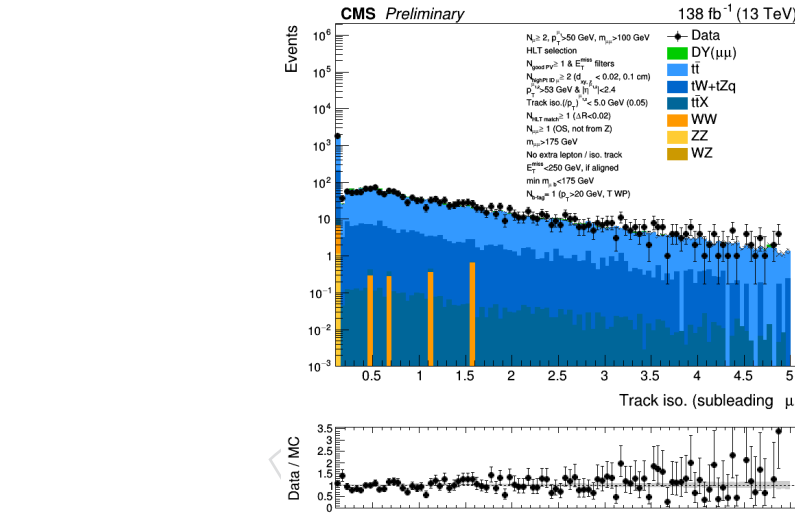 CMS Preliminary 138 fb⁻¹ (13 TeV)
Events
10⁶
10⁵
10⁴
10³
10²
10
1
10⁻¹
10⁻²
10⁻³
N_μ ≥ 2, p_T^μ>50 GeV, m_μμ>100 GeV
HLT selection
N_good PV ≥ 1 & E_T^miss filters
N_highPt ID μ ≥ 2 (d_xy, z < 0.02, 0.1 cm)
p_T >53 GeV & |η |<2.4
Track iso.(/p_T) < 5.0 GeV (0.05)
N_HLT match ≥ 1 (ΔR<0.02)
N_μμ ≥ 1 (OS, not from Z)
m_μμ>175 GeV
No extra lepton / iso. track
E_T^miss<250 GeV, if aligned
min m_μ b<175 GeV
N_b-tag = 1 (p_T>20 GeV, T WP)
Data
DY(μμ)
tt̄
tW+tZq
tt̄X
WW
ZZ
WZ
0.5 1 1.5 2 2.5 3 3.5 4 4.5 5
Track iso. (subleading μ
Data / MC
3.5
3
2.5
2
1.5
1
0.5
0